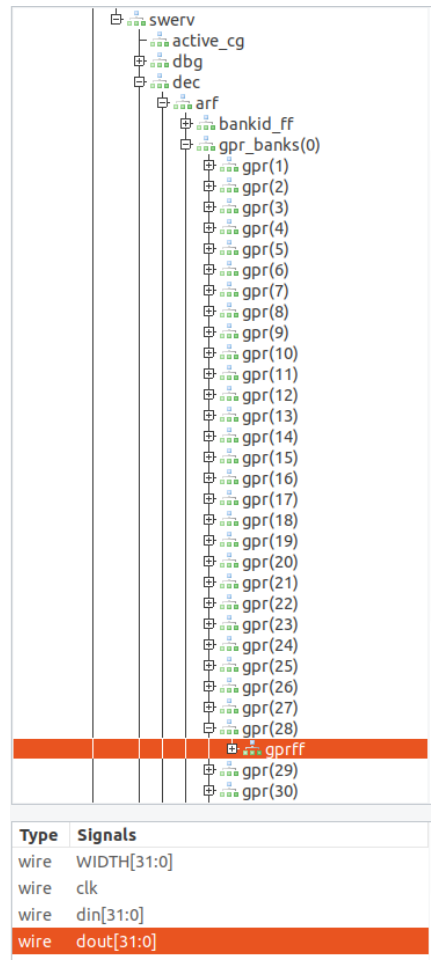 swerv
active_cg
dbg
dec
arf
bankid_ff
gpr_banks(0)
gpr(1)
gpr(2)
gpr(3)
gpr(4)
gpr(5)
gpr(6)
gpr(7)
gpr(8)
gpr(9)
gpr(10)
gpr(11)
gpr(12)
gpr(13)
gpr(14)
gpr(15)
gpr(16)
gpr(17)
gpr(18)
gpr(19)
gpr(20)
gpr(21)
gpr(22)
gpr(23)
gpr(24)
gpr(25)
gpr(26)
gpr(27)
gpr(28)
gprff
gpr(29)
gpr(30)
Type Signals
wire WIDTH[31:0]
wire clk
wire din[31:0]
wire dout[31:0]